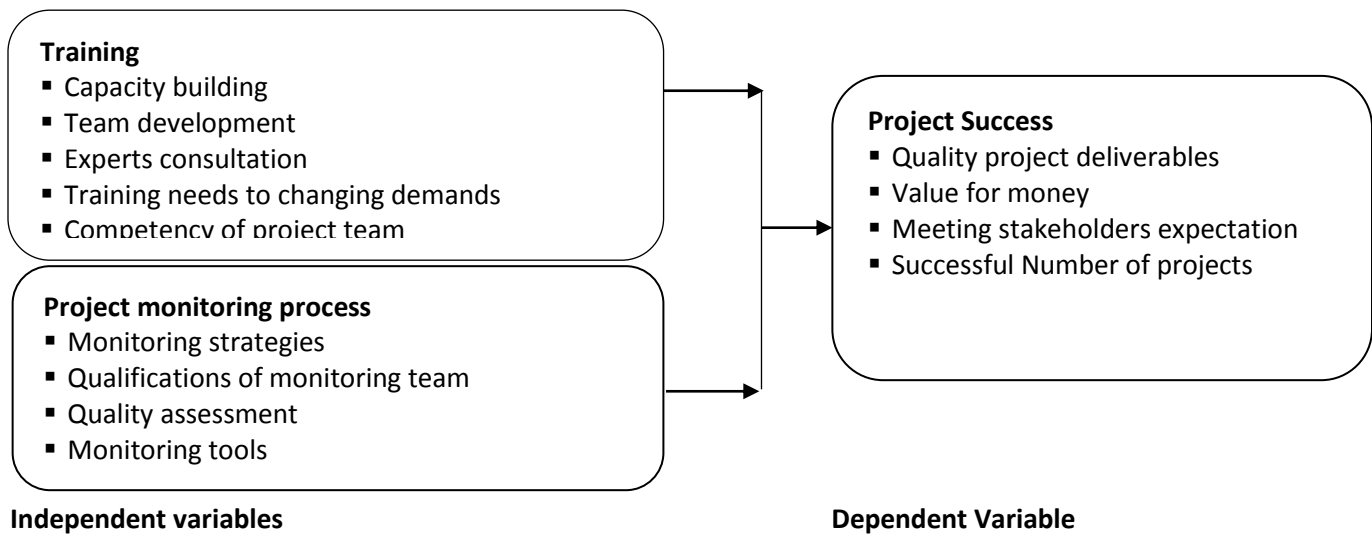 Training
▪ Capacity building
▪ Team development
▪ Experts consultation
▪ Training needs to changing demands
▪ Competency of project team
Project monitoring process
▪ Monitoring strategies
▪ Qualifications of monitoring team
▪ Quality assessment
▪ Monitoring tools
Independent variables
Project Success
▪ Quality project deliverables
▪ Value for money
▪ Meeting stakeholders expectation
▪ Successful Number of projects
Dependent Variable